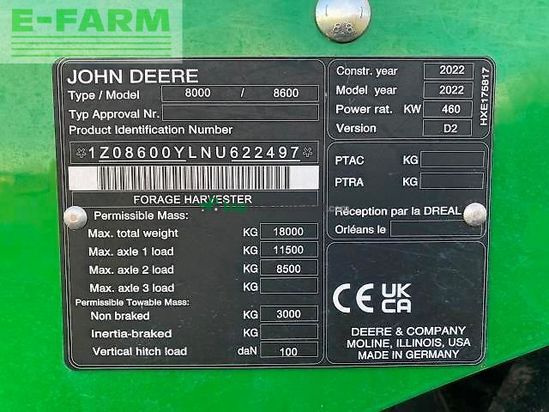 E-FARM
JOHN DEERE
Type / Model 8000 / 8600
Typ Approval Nr.
Product Identification Number
*1Z08600YLNU622497*
FORAGE HARVESTER
Permissible Mass:
Max. total weight KG 18000
Max. axle 1 load KG 11500
Max. axle 2 load KG 8500
Max. axle 3 load KG
Permissible Towable Mass:
Non braked KG 3000
Inertia-braked KG
Vertical hitch load daN 100
Constr. year 2022
Model year 2022
Power rat. KW 460
Version D2
HXE175817
PTAC KG
PTRA KG
Réception par la DREAL
Orléans le
CE UK
CA
DEERE & COMPANY
MOLINE, ILLINOIS, USA
MADE IN GERMANY